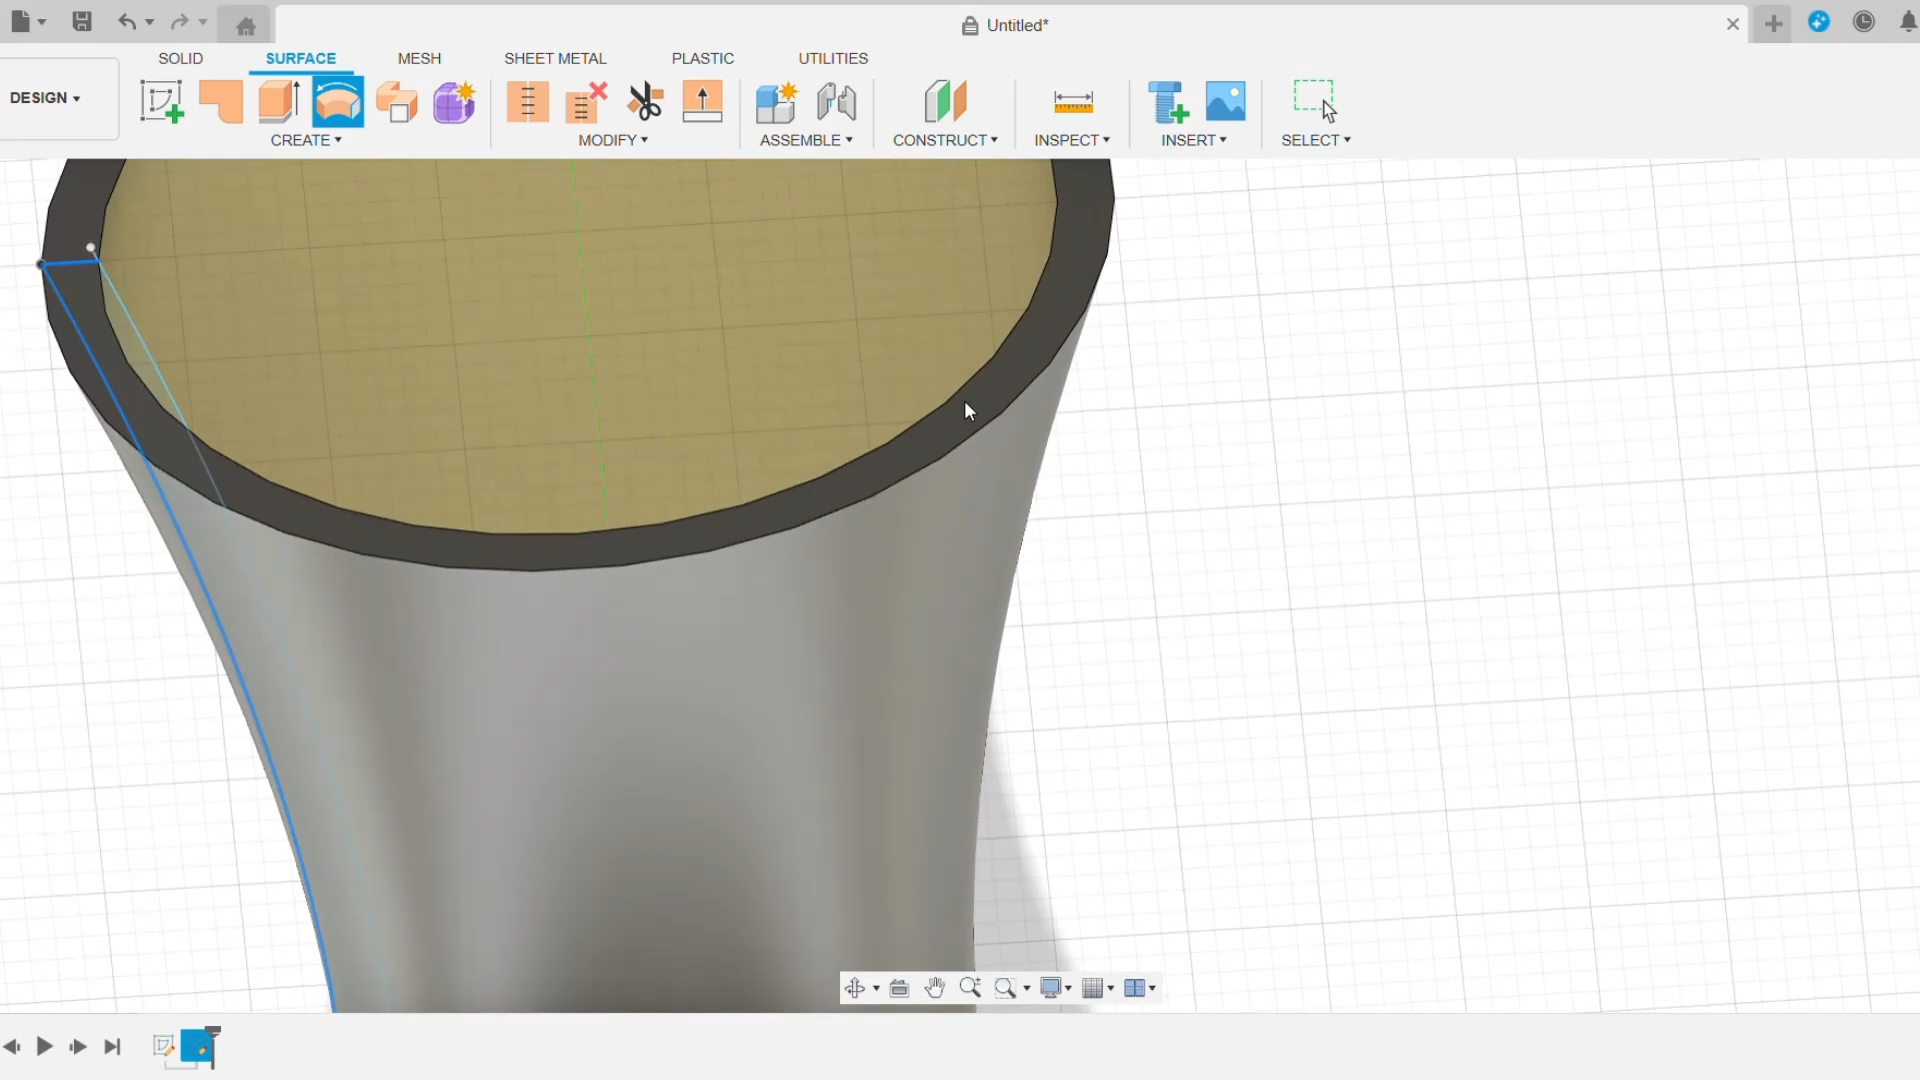 Untitled*
SOLID SURFACE MESH SHEET METAL PLASTIC UTILITIES
DESIGN
CREATE MODIFY ASSEMBLE CONSTRUCT INSPECT INSERT SELECT